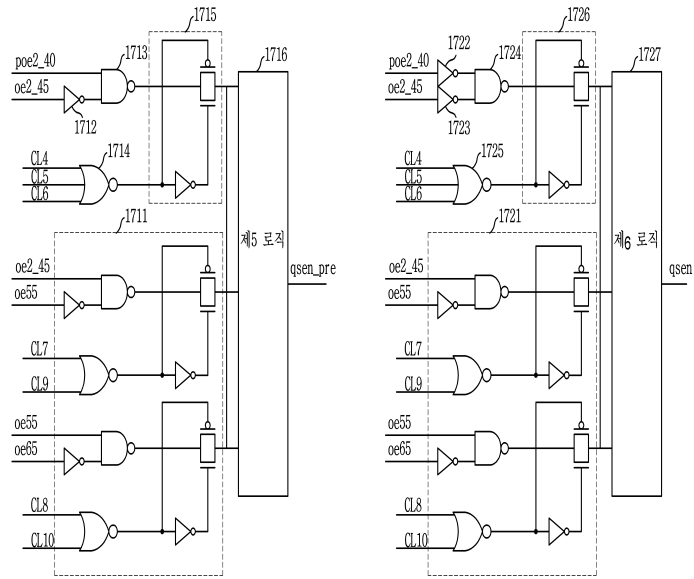 1715
1713
1716
poe2_40
oe2_45
1712
1714
CL4
CL5
CL6
1711
제5 로직
qsen_pre
oe2_45
oe55
CL7
CL9
oe55
oe65
CL8
CL10
1726
1722
1724
1727
poe2_40
oe2_45
1723
1725
CL4
CL5
CL6
1721
제6 로직
qsen
oe2_45
oe55
CL7
CL9
oe55
oe65
CL8
CL10